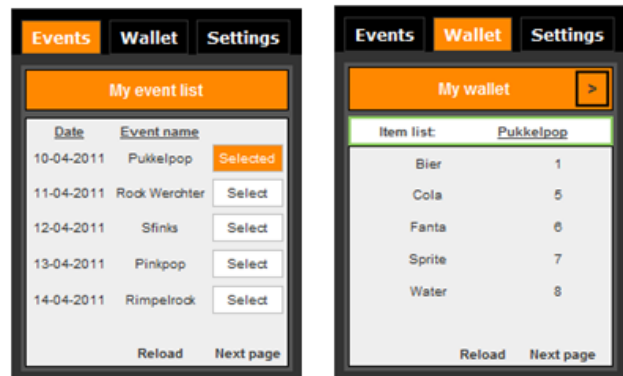 Events Wallet Settings
My event list
Date Event name
10-04-2011 Pukkelpop Selected
11-04-2011 Rock Werchter Select
12-04-2011 Sfinks Select
13-04-2011 Pinkpop Select
14-04-2011 Rimpelrock Select
Reload Next page
Events Wallet Settings
My wallet >
Item list: Pukkelpop
Bier 1
Cola 5
Fanta 6
Sprite 7
Water 8
Reload Next page